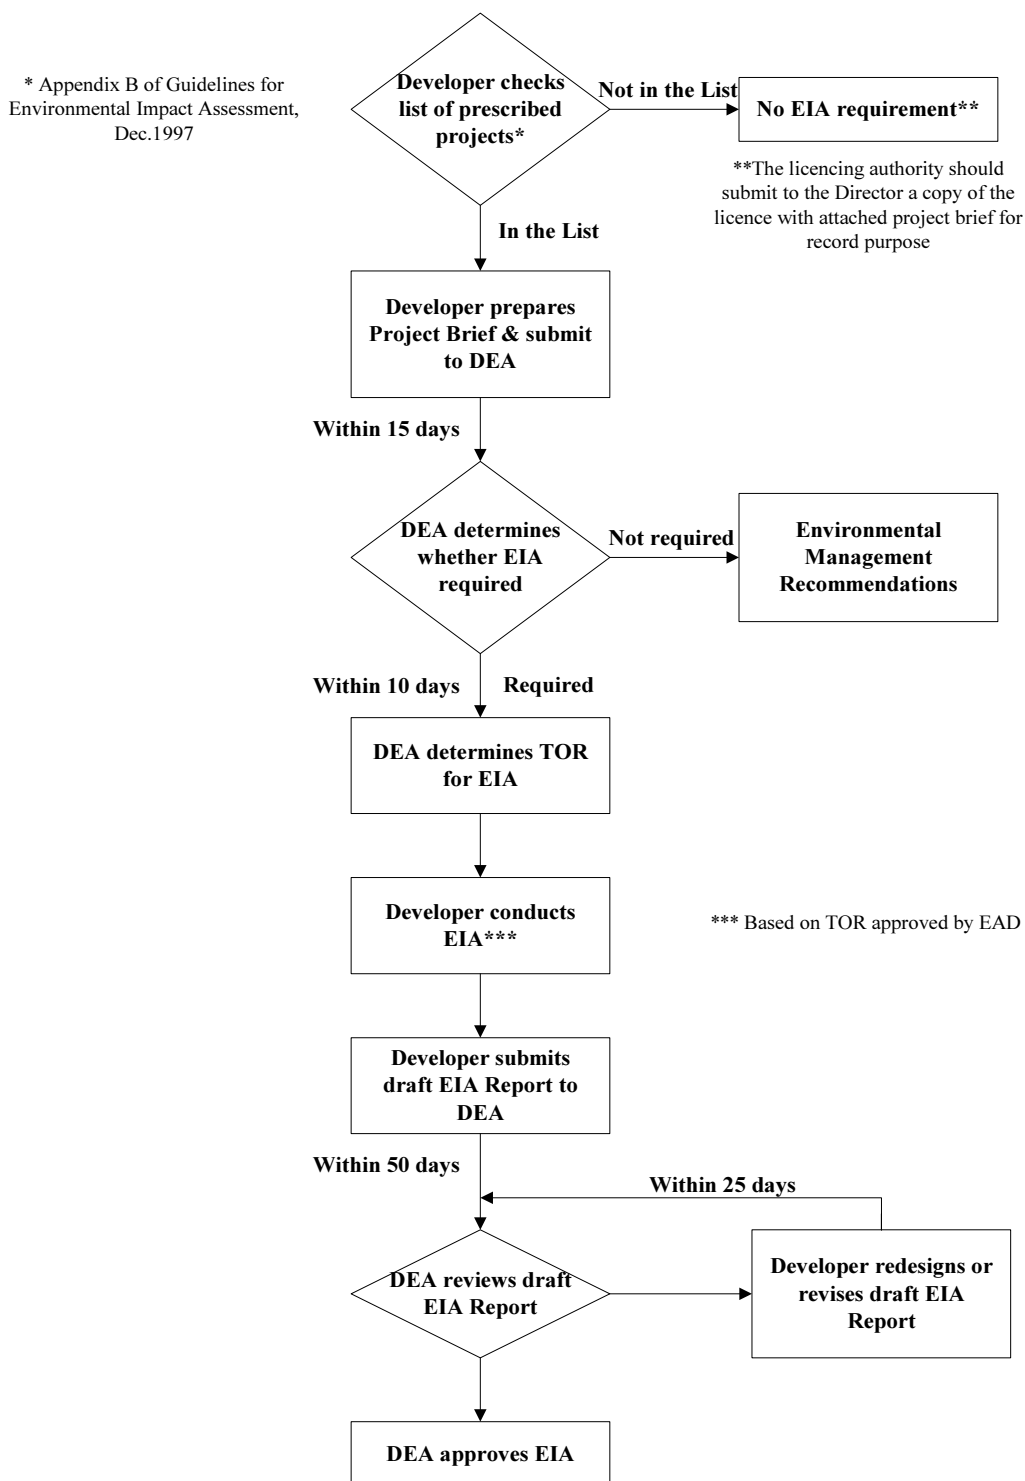 * Appendix B of Guidelines for
Environmental Impact Assessment,
Dec.1997
Developer checks
list of prescribed
projects*
Not in the List
No EIA requirement**
**The licencing authority should
submit to the Director a copy of the
licence with attached project brief for
record purpose
In the List
Developer prepares
Project Brief & submit
to DEA
Within 15 days
DEA determines
whether EIA
required
Not required
Environmental
Management
Recommendations
Within 10 days
Required
DEA determines TOR
for EIA
Developer conducts
EIA***
*** Based on TOR approved by EAD
Developer submits
draft EIA Report to
DEA
Within 50 days
Within 25 days
DEA reviews draft
EIA Report
Developer redesigns or
revises draft EIA
Report
DEA approves EIA